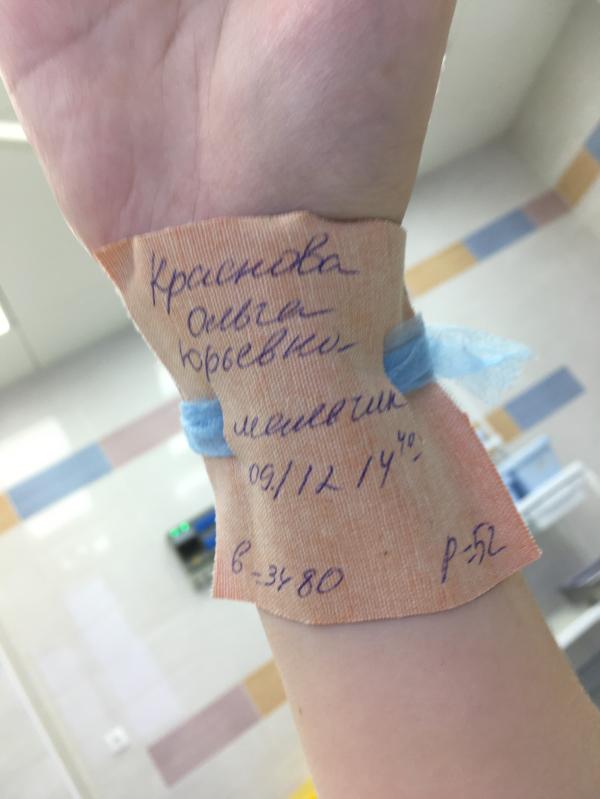 Краснова
Ольга
Юрьевна
мальчик
09/12 14⁴⁰.
в=3480
р=52